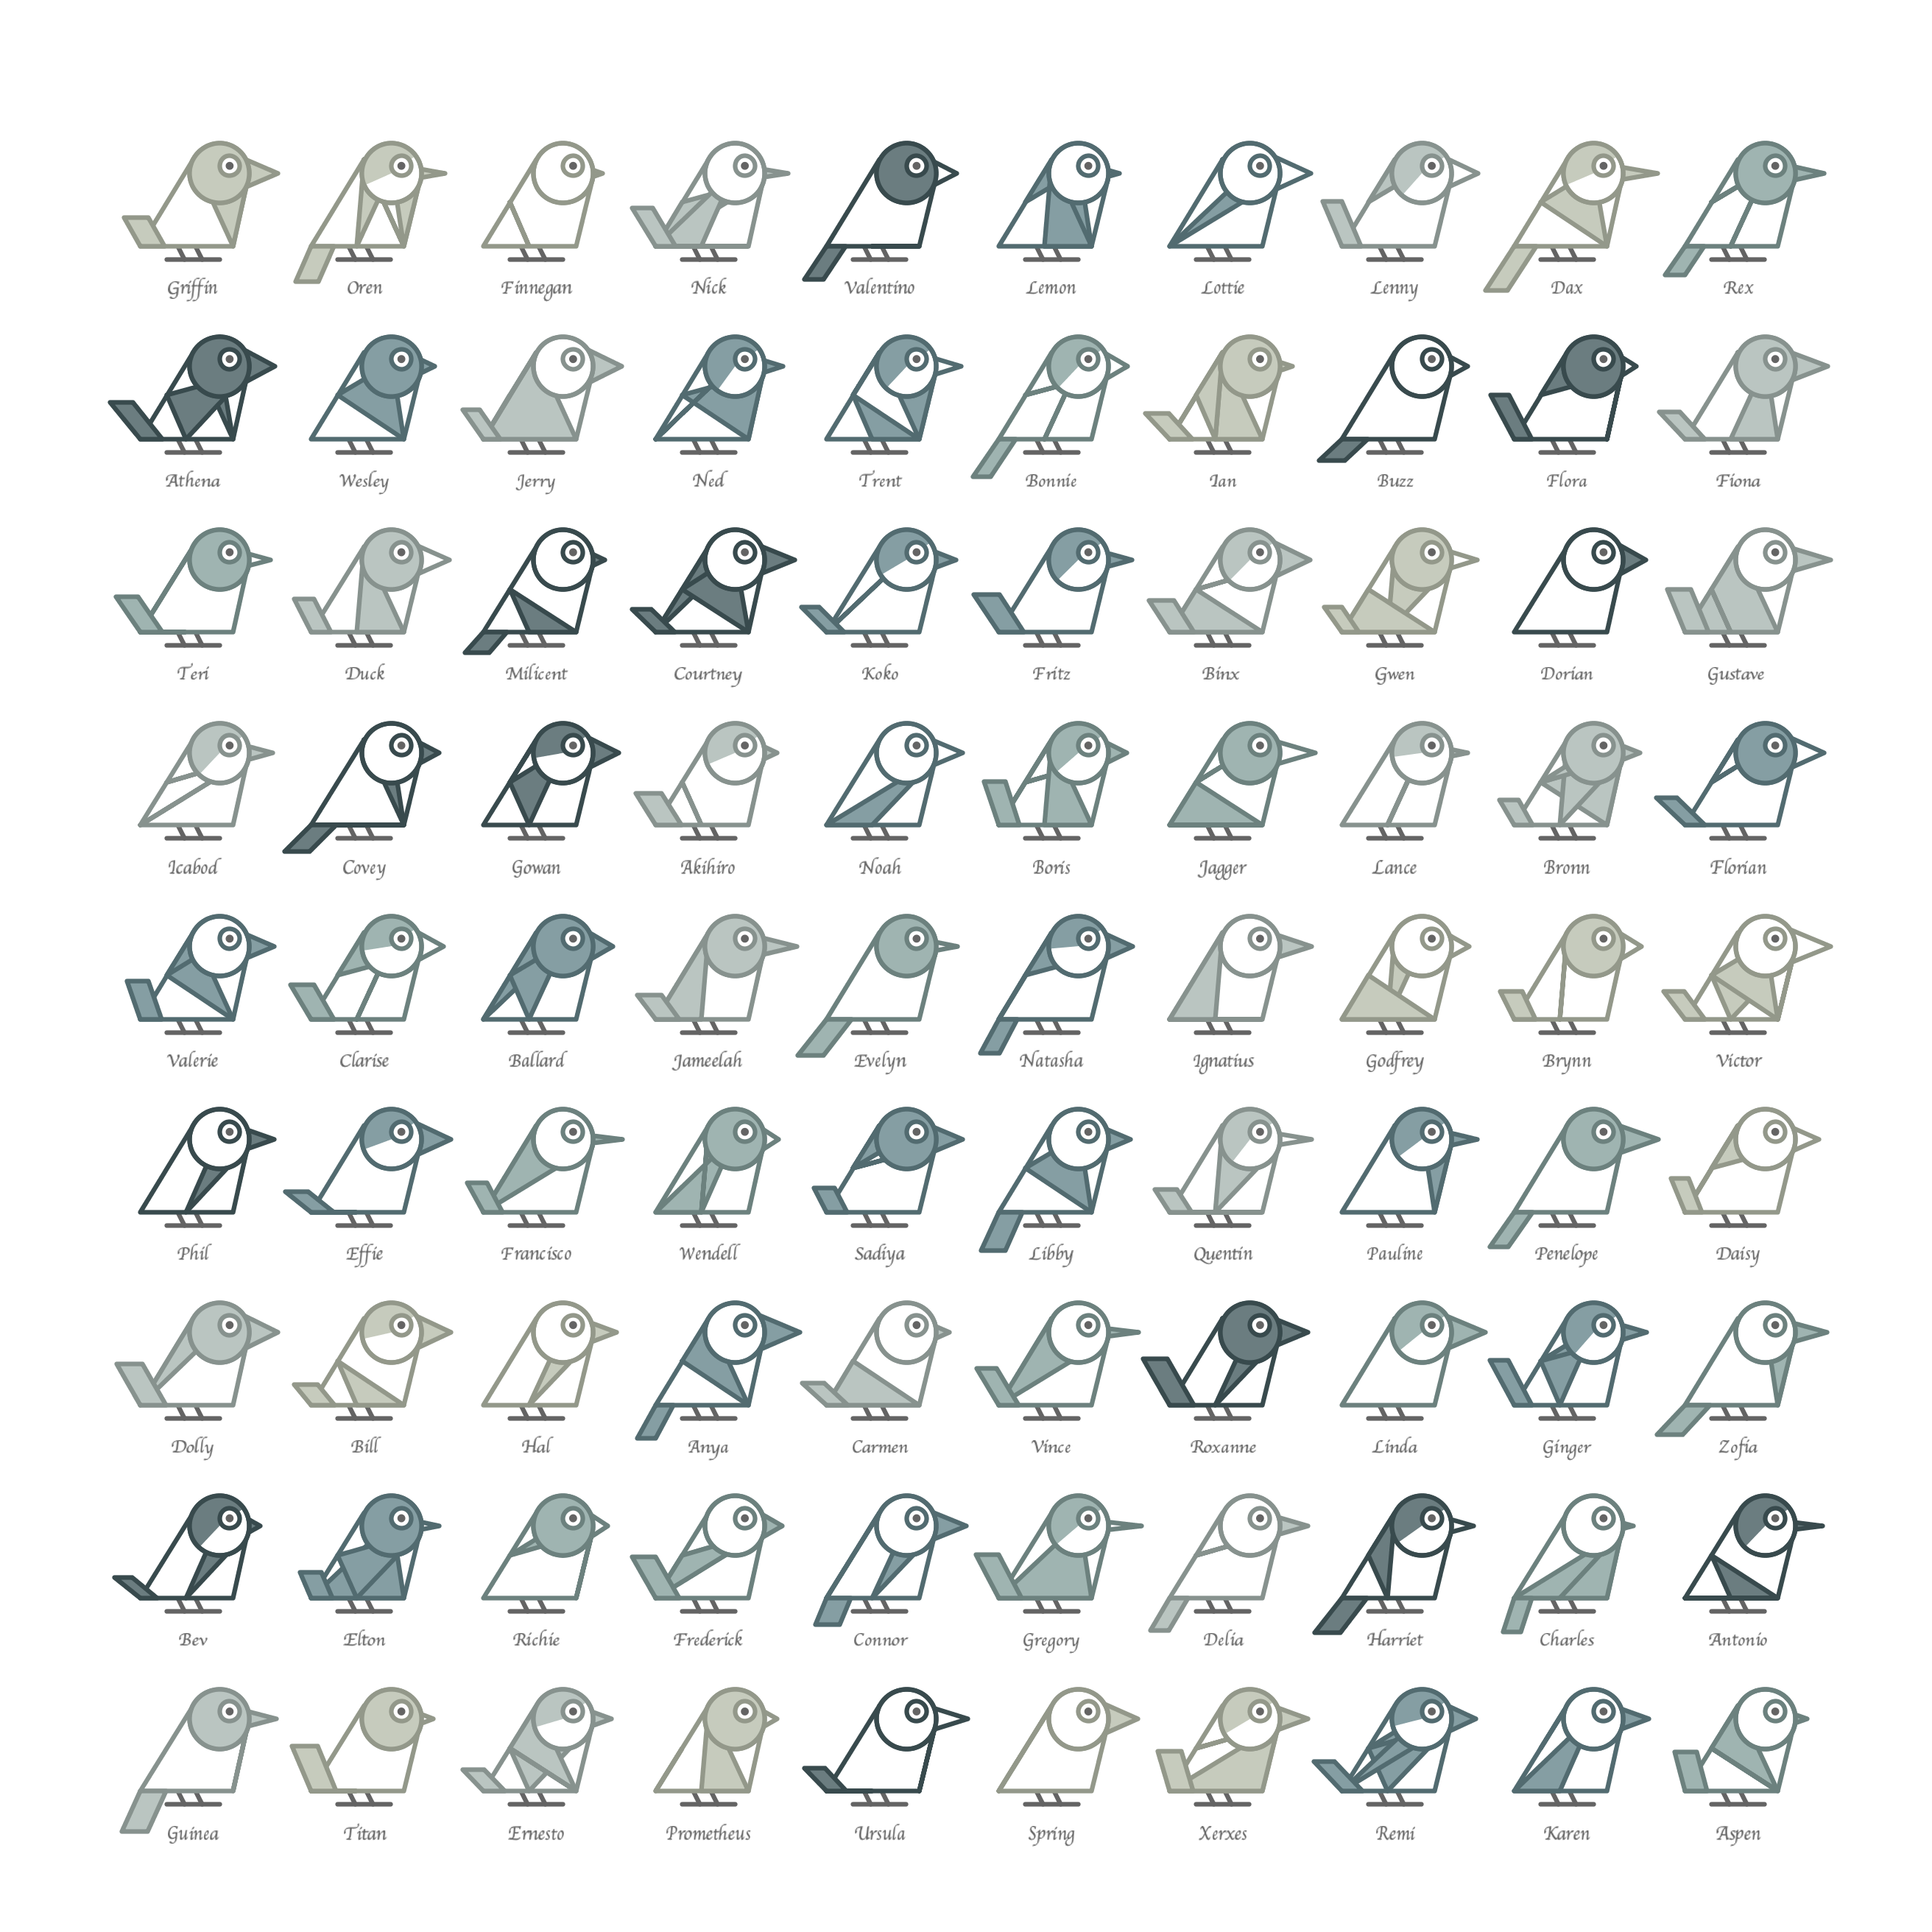 Griffin Oren Finnegan Nick Valentino Lemon Lottie Lenny Dax Rex
Athena Wesley Jerry Ned Trent Bonnie Ian Buzz Flora Fiona
Teri Duck Milicent Courtney Koko Fritz Binx Gwen Dorian Gustave
Icabod Covey Gowan Akihiro Noah Boris Jagger Lance Bronn Florian
Valerie Clarise Ballard Jameelah Evelyn Natasha Ignatius Godfrey Brynn Victor
Phil Effie Francisco Wendell Sadiya Libby Quentin Pauline Penelope Daisy
Dolly Bill Hal Anya Carmen Vince Roxanne Linda Ginger Zofia
Bev Elton Richie Frederick Connor Gregory Delia Harriet Charles Antonio
Guinea Titan Ernesto Prometheus Ursula Spring Xerxes Remi Karen Aspen